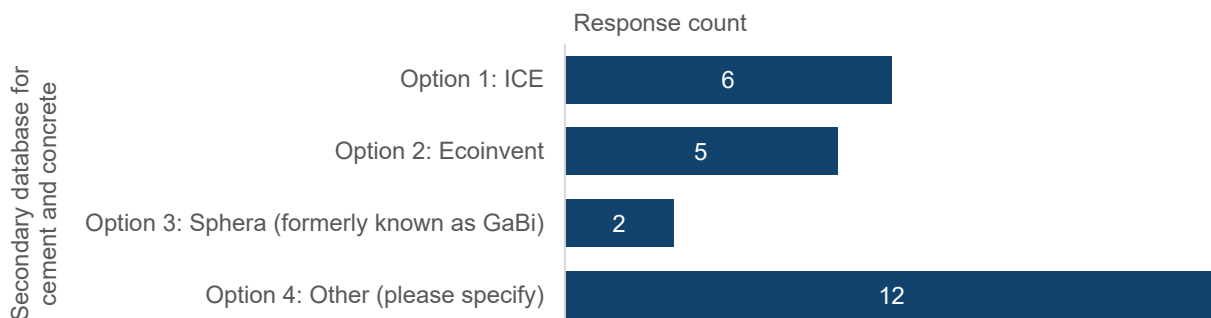 Response count
Secondary database for
cement and concrete
Option 1: ICE
6
Option 2: Ecoinvent
5
Option 3: Sphera (formerly known as GaBi)
2
Option 4: Other (please specify)
12